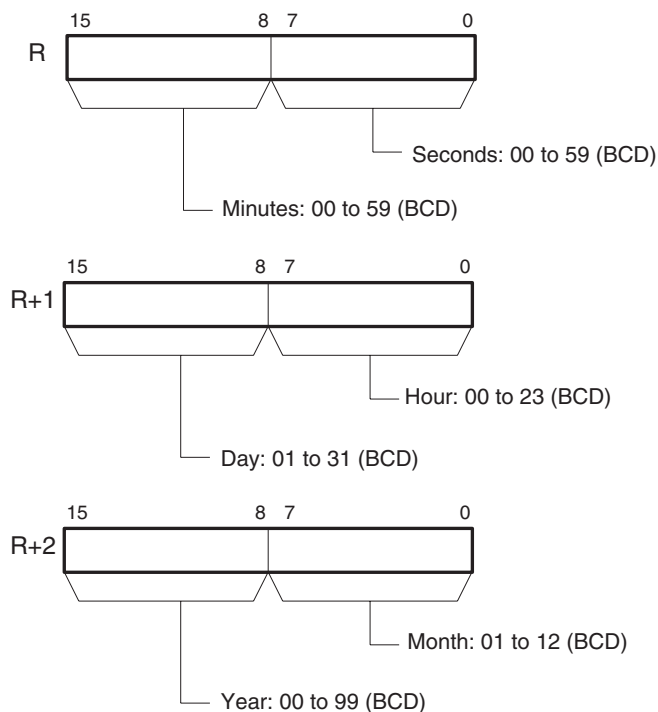 15 8 7 0
R
Seconds: 00 to 59 (BCD)
Minutes: 00 to 59 (BCD)
15 8 7 0
R+1
Hour: 00 to 23 (BCD)
Day: 01 to 31 (BCD)
15 8 7 0
R+2
Month: 01 to 12 (BCD)
Year: 00 to 99 (BCD)